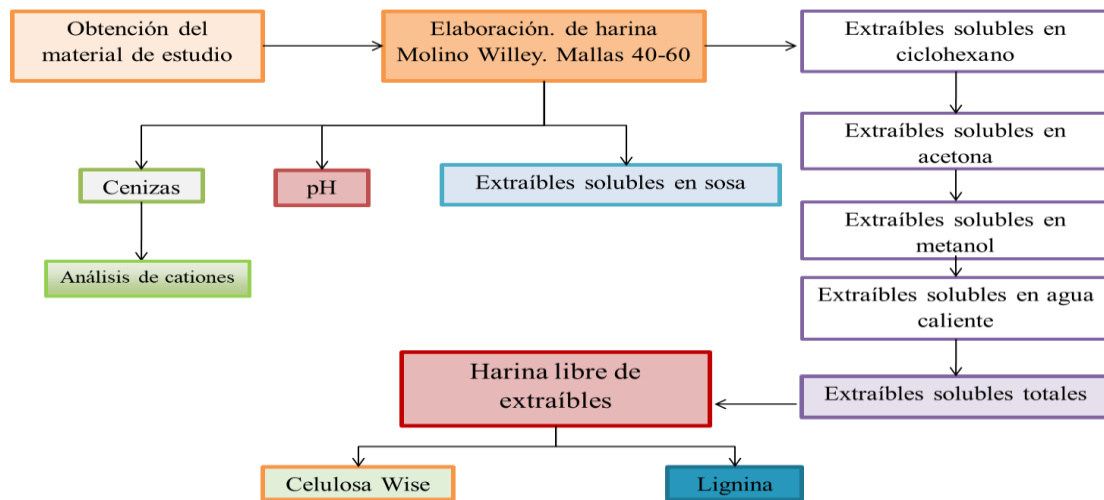 Obtención del
material de estudio
Elaboración. de harina
Molino Willey. Mallas 40-60
Extraíbles solubles en
ciclohexano
Extraíbles solubles en
acetona
Extraíbles solubles en
metanol
Extraíbles solubles en agua
caliente
Extraíbles solubles totales
Cenizas
pH
Extraíbles solubles en sosa
Análisis de cationes
Harina libre de
extraíbles
Celulosa Wise
Lignina